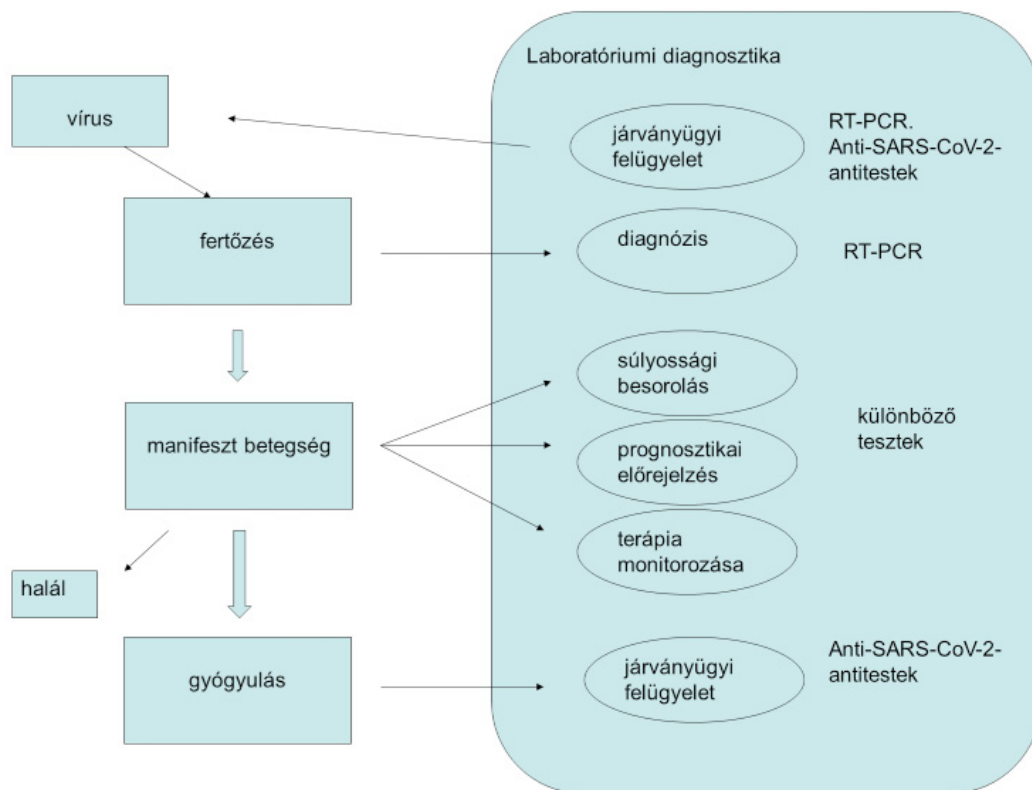 Laboratóriumi diagnosztika
vírus
járványügyi
felügyelet
RT-PCR.
Anti-SARS-CoV-2-
antitestek
fertőzés
diagnózis
RT-PCR
súlyossági
besorolás
manifeszt betegség
prognosztikai
előrejelzés
különböző
tesztek
terápia
monitorozása
halál
gyógyulás
járványügyi
felügyelet
Anti-SARS-CoV-2-
antitestek